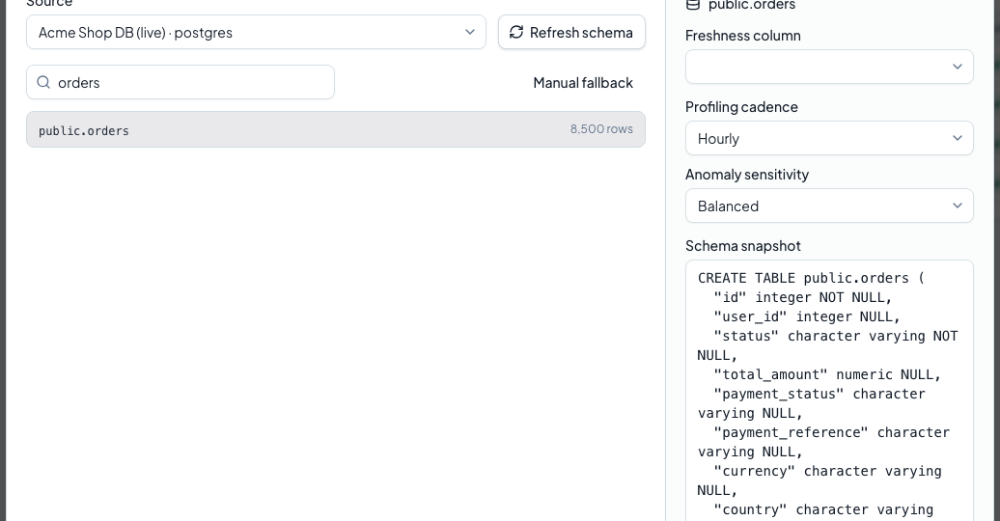 Source
Acme Shop DB (live) · postgres
Refresh schema
orders
Manual fallback
public.orders
8,500 rows
public.orders
Freshness column
Profiling cadence
Hourly
Anomaly sensitivity
Balanced
Schema snapshot
CREATE TABLE public.orders (
"id" integer NOT NULL,
"user_id" integer NULL,
"status" character varying NOT
NULL,
"total_amount" numeric NULL,
"payment_status" character
varying NULL,
"payment_reference" character
varying NULL,
"currency" character varying
NULL,
"country" character varying